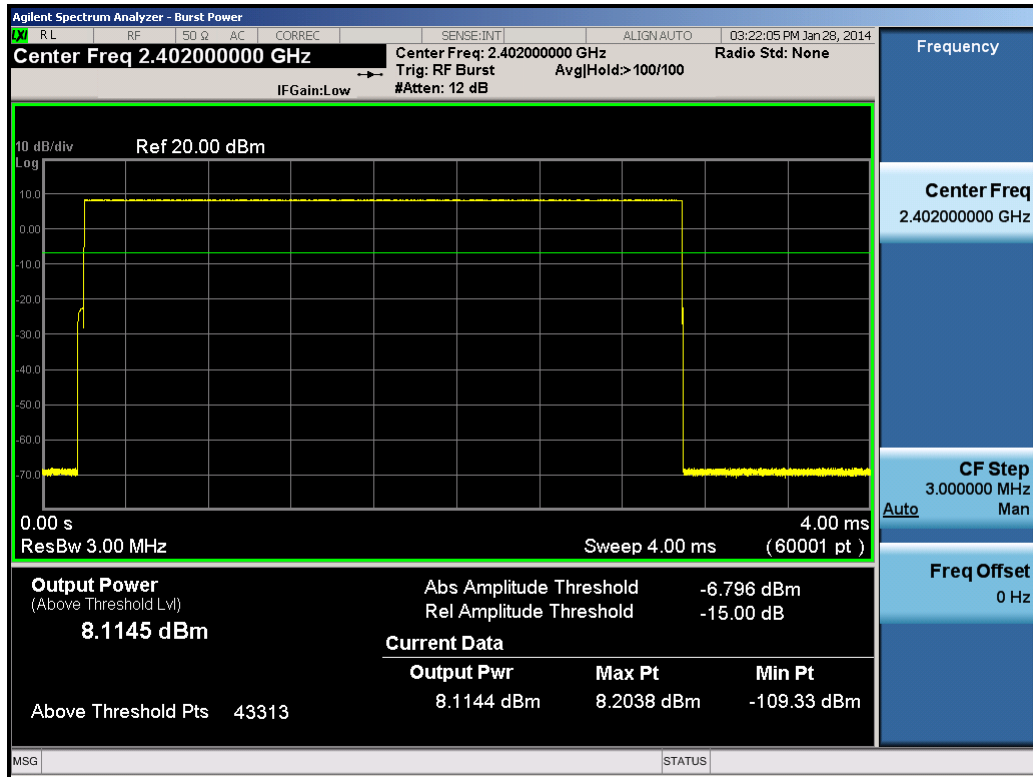 Agilent Spectrum Analyzer - Burst Power
LXI RL RF 50 Ω AC CORREC SENSE:INT ALIGN AUTO 03:22:05 PM Jan 28, 2014
Center Freq 2.402000000 GHz
IFGain:Low
Center Freq: 2.402000000 GHz Radio Std: None
Trig: RF Burst Avg|Hold:>100/100
#Atten: 12 dB
10 dB/div Ref 20.00 dBm
Log
10.0
0.00
-10.0
-20.0
-30.0
-40.0
-50.0
-60.0
-70.0
0.00 s 4.00 ms
ResBw 3.00 MHz Sweep 4.00 ms (60001 pt)
Output Power
(Above Threshold Lvl)
8.1145 dBm
Above Threshold Pts 43313
Abs Amplitude Threshold -6.796 dBm
Rel Amplitude Threshold -15.00 dB
Current Data
Output Pwr Max Pt Min Pt
8.1144 dBm 8.2038 dBm -109.33 dBm
MSG STATUS
Frequency
Center Freq
2.402000000 GHz
CF Step
3.000000 MHz
Auto Man
Freq Offset
0 Hz